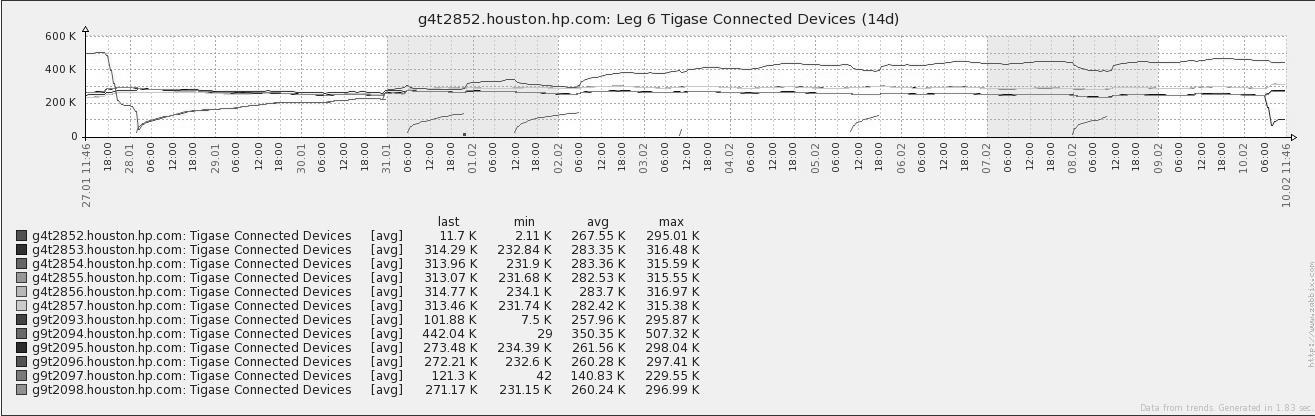 g4t2852.houston.hp.com: Leg 6 Tigase Connected Devices (14d)
600 K
400 K
200 K
0
27.01 11:46 18:00 28.01 06:00 12:00 18:00 29.01 06:00 12:00 18:00 30.01 06:00 12:00 18:00 31.01 06:00 12:00 18:00 01.02 06:00 12:00 18:00 02.02 06:00 12:00 18:00 03.02 06:00 12:00 18:00 04.02 06:00 12:00 18:00 05.02 06:00 12:00 18:00 06.02 06:00 12:00 18:00 07.02 06:00 12:00 18:00 08.02 06:00 12:00 18:00 09.02 06:00 12:00 18:00 10.02 06:00 10.02 11:46
last min avg max
g4t2852.houston.hp.com: Tigase Connected Devices [avg] 11.7 K 2.11 K 267.55 K 295.01 K
g4t2853.houston.hp.com: Tigase Connected Devices [avg] 314.29 K 232.84 K 283.35 K 316.48 K
g4t2854.houston.hp.com: Tigase Connected Devices [avg] 313.96 K 231.9 K 283.36 K 315.59 K
g4t2855.houston.hp.com: Tigase Connected Devices [avg] 313.07 K 231.68 K 282.53 K 315.55 K
g4t2856.houston.hp.com: Tigase Connected Devices [avg] 314.77 K 234.1 K 283.7 K 316.97 K
g4t2857.houston.hp.com: Tigase Connected Devices [avg] 313.46 K 231.74 K 282.42 K 315.38 K
g9t2093.houston.hp.com: Tigase Connected Devices [avg] 101.88 K 7.5 K 257.96 K 295.87 K
g9t2094.houston.hp.com: Tigase Connected Devices [avg] 442.04 K 29 350.35 K 507.32 K
g9t2095.houston.hp.com: Tigase Connected Devices [avg] 273.48 K 234.39 K 261.56 K 298.04 K
g9t2096.houston.hp.com: Tigase Connected Devices [avg] 272.21 K 232.6 K 260.28 K 297.41 K
g9t2097.houston.hp.com: Tigase Connected Devices [avg] 121.3 K 42 140.83 K 229.55 K
g9t2098.houston.hp.com: Tigase Connected Devices [avg] 271.17 K 231.15 K 260.24 K 296.99 K
http://www.zabbix.com
Data from trends. Generated in 1.83 sec